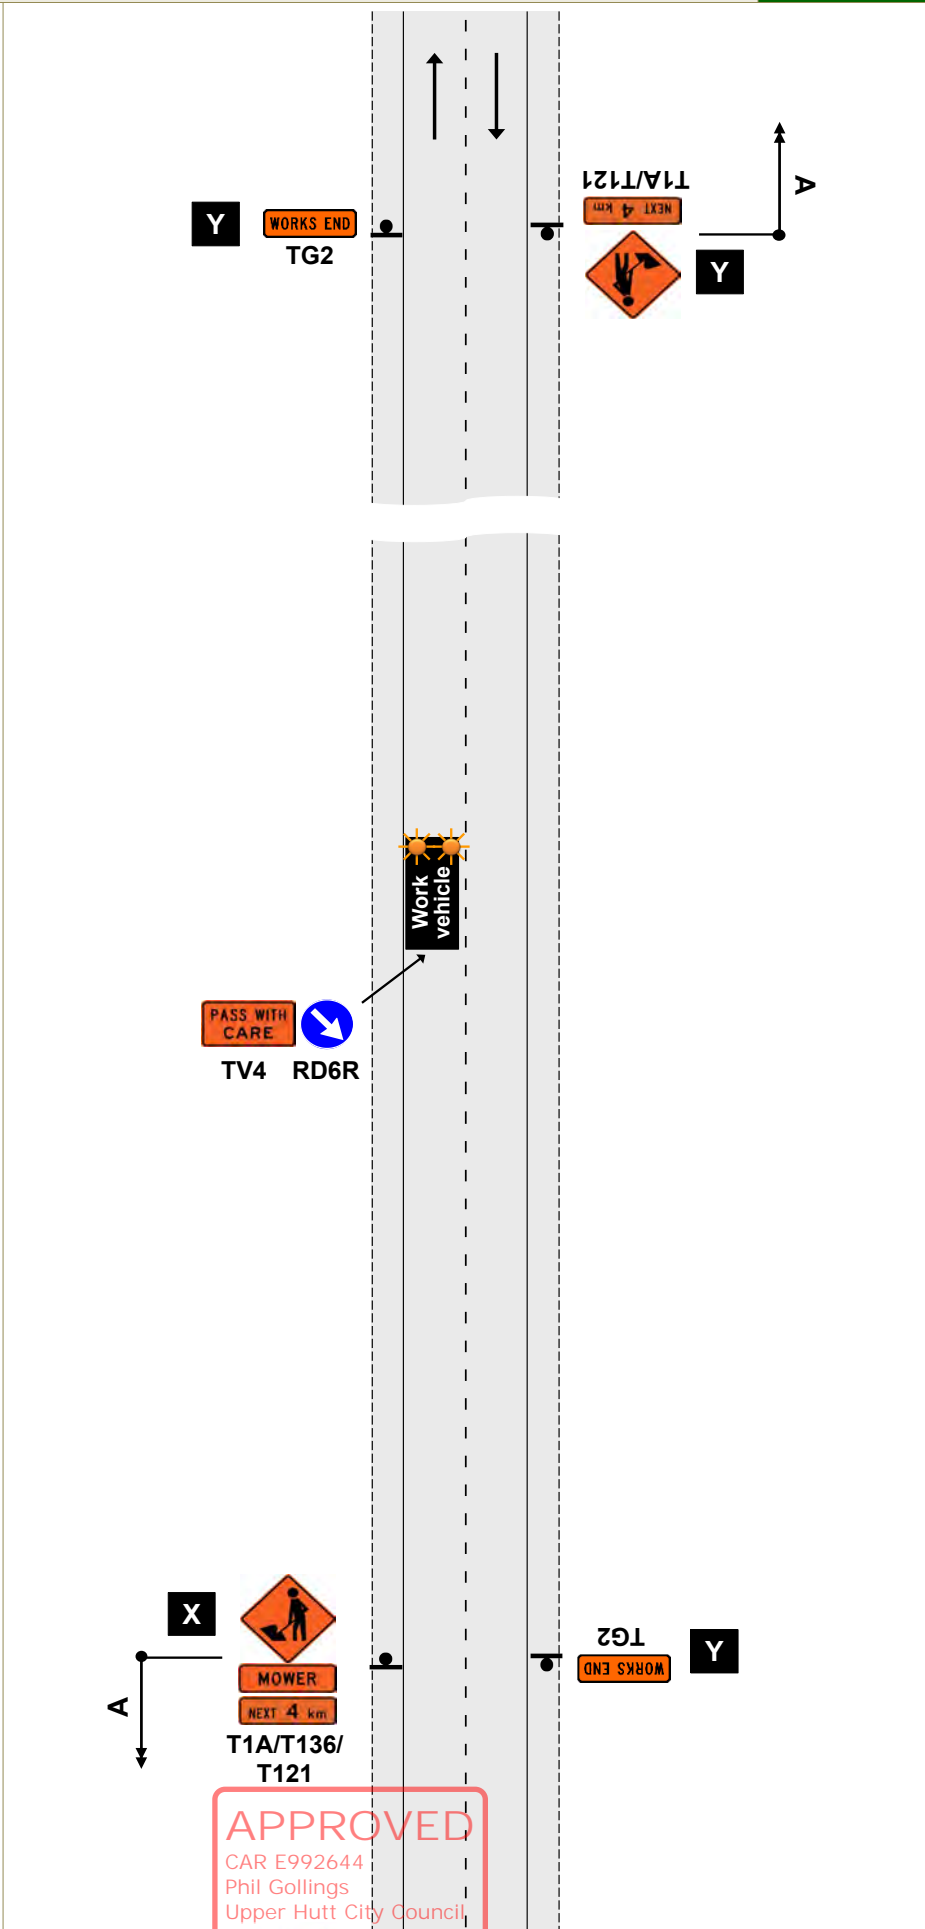 Y
WORKS END
TG2
T1A/T121
NEXT 4 km
Y
A
Work
vehicle
PASS WITH
CARE
TV4
RD6R
X
MOWER
NEXT 4 km
T1A/T136/
T121
A
TG2
WORKS END
Y
APPROVED
CAR E992644
Phil Gollings
Upper Hutt City Council